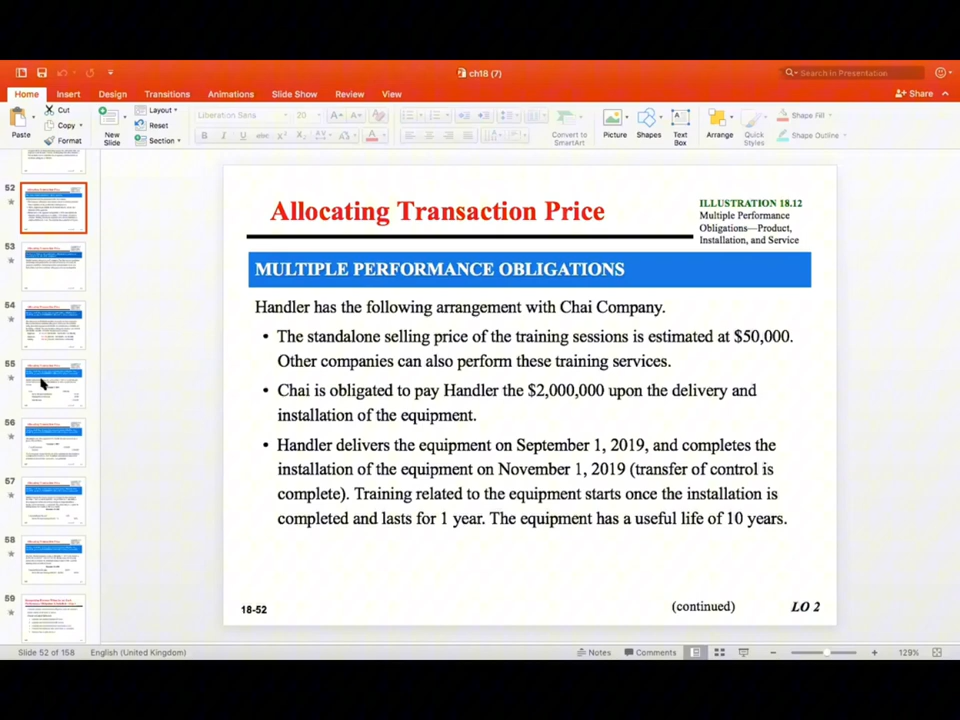 ch18 (7)
Search in Presentation
Home Insert Design Transitions Animations Slide Show Review View
Share
Paste
Cut
Copy
Format
New
Slide
Layout
Reset
Section
Liberation Sens 20
B I U abc
Convert to
SmartArt
Picture
Shapes
Text
Box
Arrange
Quick
Styles
Shape Fill
Shape Outline
52
53
54
55
56
57
58
59
Allocating Transaction Price
ILLUSTRATION 18.12
Multiple Performance
Obligations—Product,
Installation, and Service
MULTIPLE PERFORMANCE OBLIGATIONS
Handler has the following arrangement with Chai Company.
• The standalone selling price of the training sessions is estimated at $50,000.
Other companies can also perform these training services.
• Chai is obligated to pay Handler the $2,000,000 upon the delivery and
installation of the equipment.
• Handler delivers the equipment on September 1, 2019, and completes the
installation of the equipment on November 1, 2019 (transfer of control is
complete). Training related to the equipment starts once the installation is
completed and lasts for 1 year. The equipment has a useful life of 10 years.
18-52
(continued)
LO 2
Slide 52 of 158 English (United Kingdom)
Notes Comments 129%